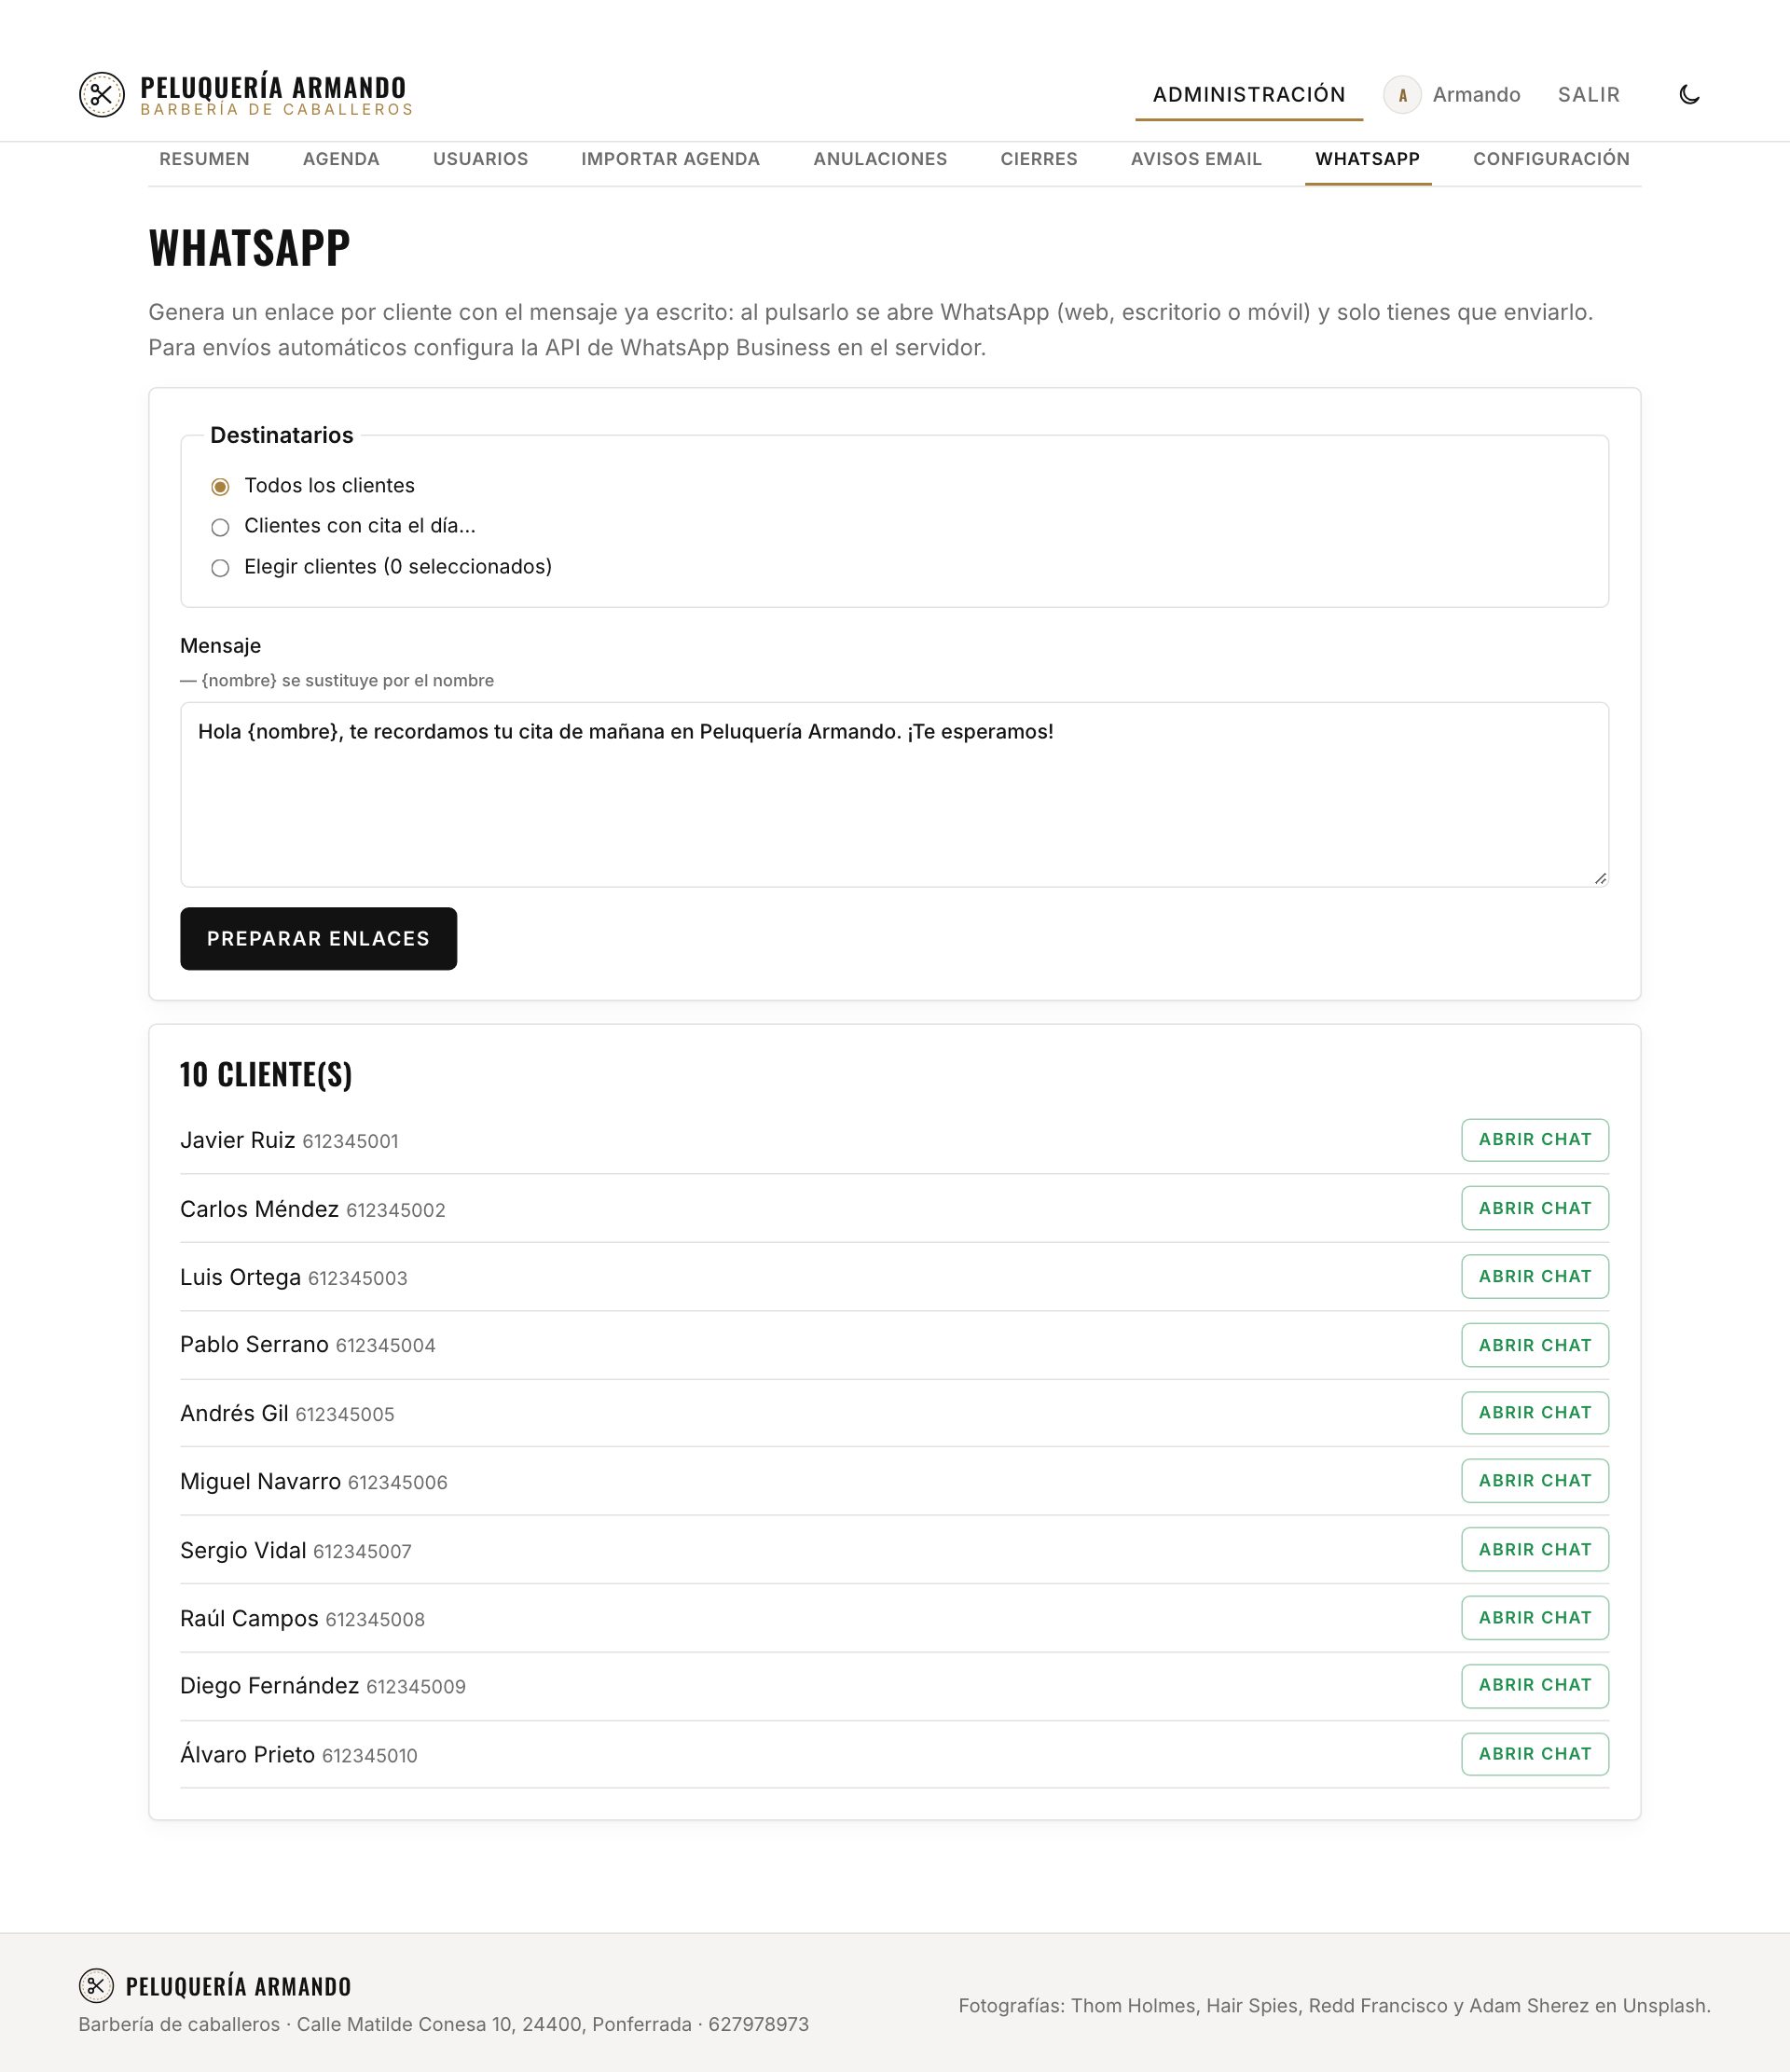 PELUQUERÍA ARMANDO
BARBERÍA DE CABALLEROS
ADMINISTRACIÓN
A
Armando
SALIR
RESUMEN
AGENDA
USUARIOS
IMPORTAR AGENDA
ANULACIONES
CIERRES
AVISOS EMAIL
WHATSAPP
CONFIGURACIÓN
WHATSAPP
Genera un enlace por cliente con el mensaje ya escrito: al pulsarlo se abre WhatsApp (web, escritorio o móvil) y solo tienes que enviarlo.
Para envíos automáticos configura la API de WhatsApp Business en el servidor.
Destinatarios
Todos los clientes
Clientes con cita el día…
Elegir clientes (0 seleccionados)
Mensaje
— {nombre} se sustituye por el nombre
Hola {nombre}, te recordamos tu cita de mañana en Peluquería Armando. ¡Te esperamos!
PREPARAR ENLACES
10 CLIENTE(S)
Javier Ruiz 612345001
ABRIR CHAT
Carlos Méndez 612345002
ABRIR CHAT
Luis Ortega 612345003
ABRIR CHAT
Pablo Serrano 612345004
ABRIR CHAT
Andrés Gil 612345005
ABRIR CHAT
Miguel Navarro 612345006
ABRIR CHAT
Sergio Vidal 612345007
ABRIR CHAT
Raúl Campos 612345008
ABRIR CHAT
Diego Fernández 612345009
ABRIR CHAT
Álvaro Prieto 612345010
ABRIR CHAT
PELUQUERÍA ARMANDO
Barbería de caballeros · Calle Matilde Conesa 10, 24400, Ponferrada · 627978973
Fotografías: Thom Holmes, Hair Spies, Redd Francisco y Adam Sherez en Unsplash.